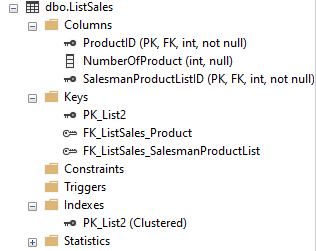 dbo.ListSales
Columns
ProductID (PK, FK, int, not null)
NumberOfProduct (int, null)
SalesmanProductListID (PK, FK, int, not null)
Keys
PK_List2
FK_ListSales_Product
FK_ListSales_SalesmanProductList
Constraints
Triggers
Indexes
PK_List2 (Clustered)
Statistics